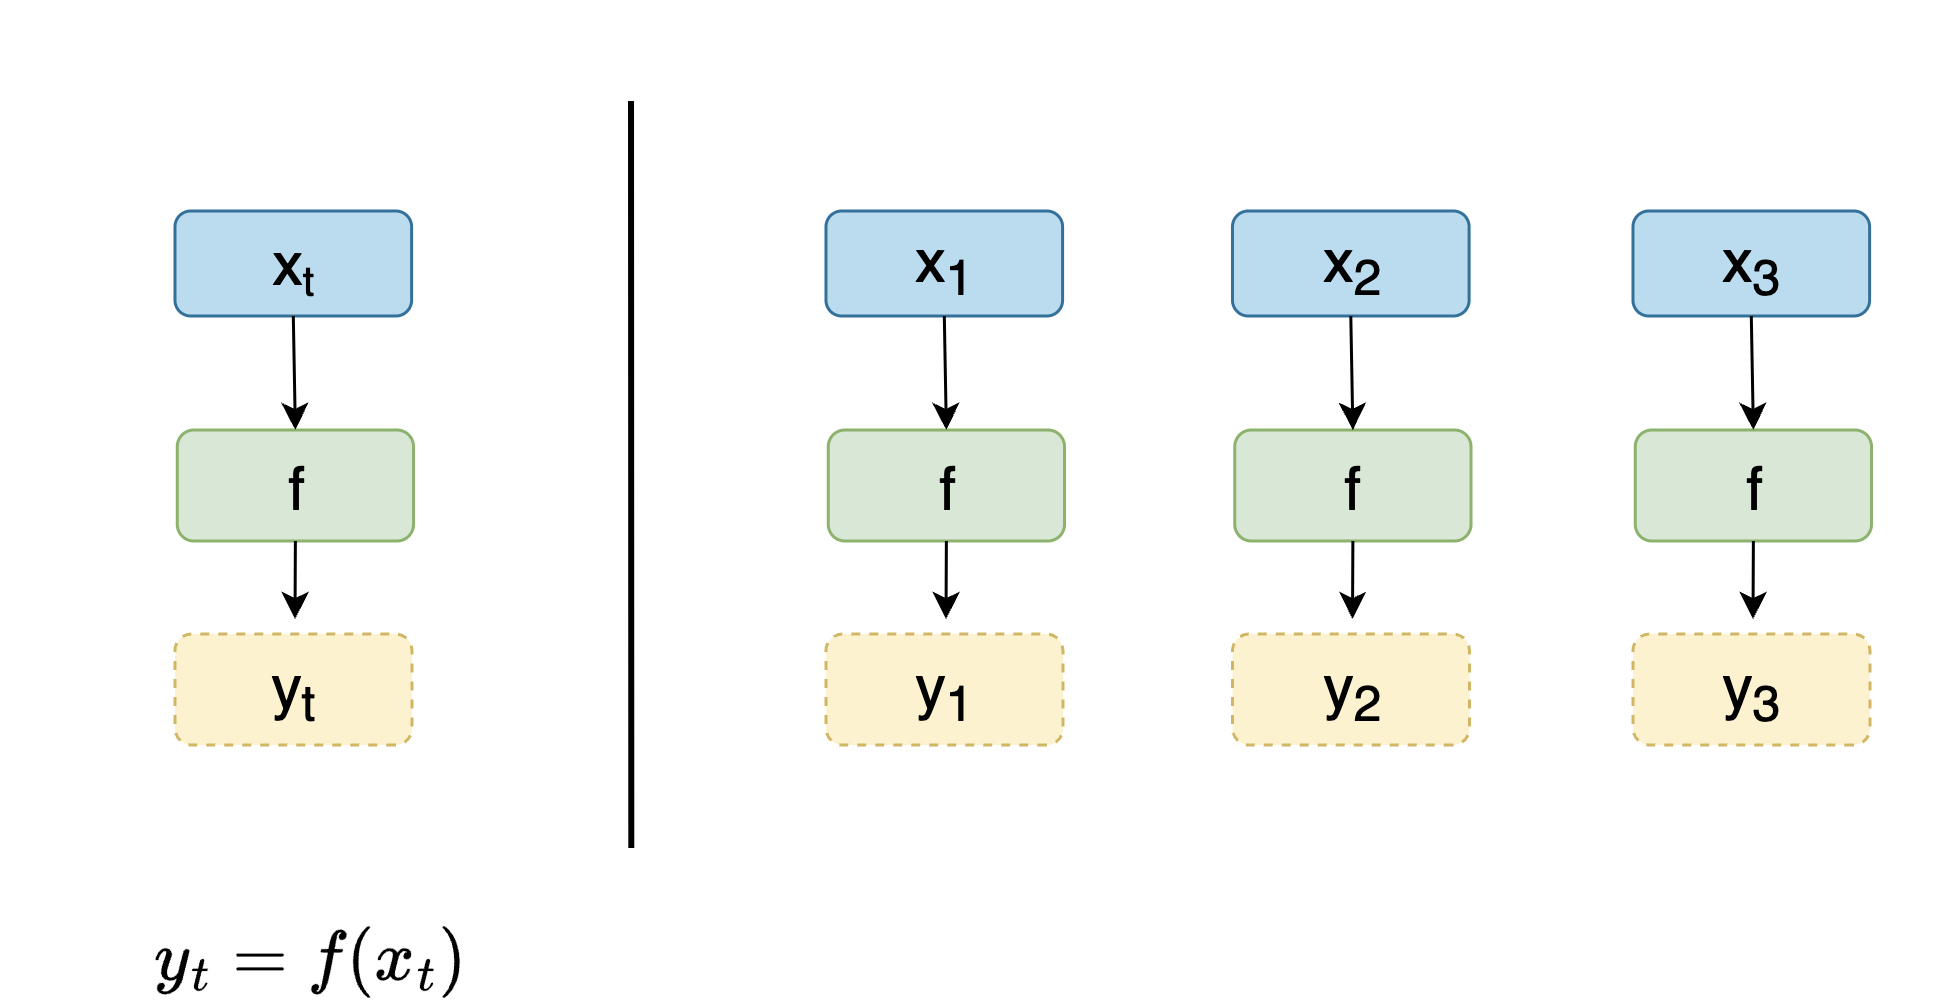 xt x1 x2 x3
f f f f
yt y1 y2 y3
yt = f(xt)